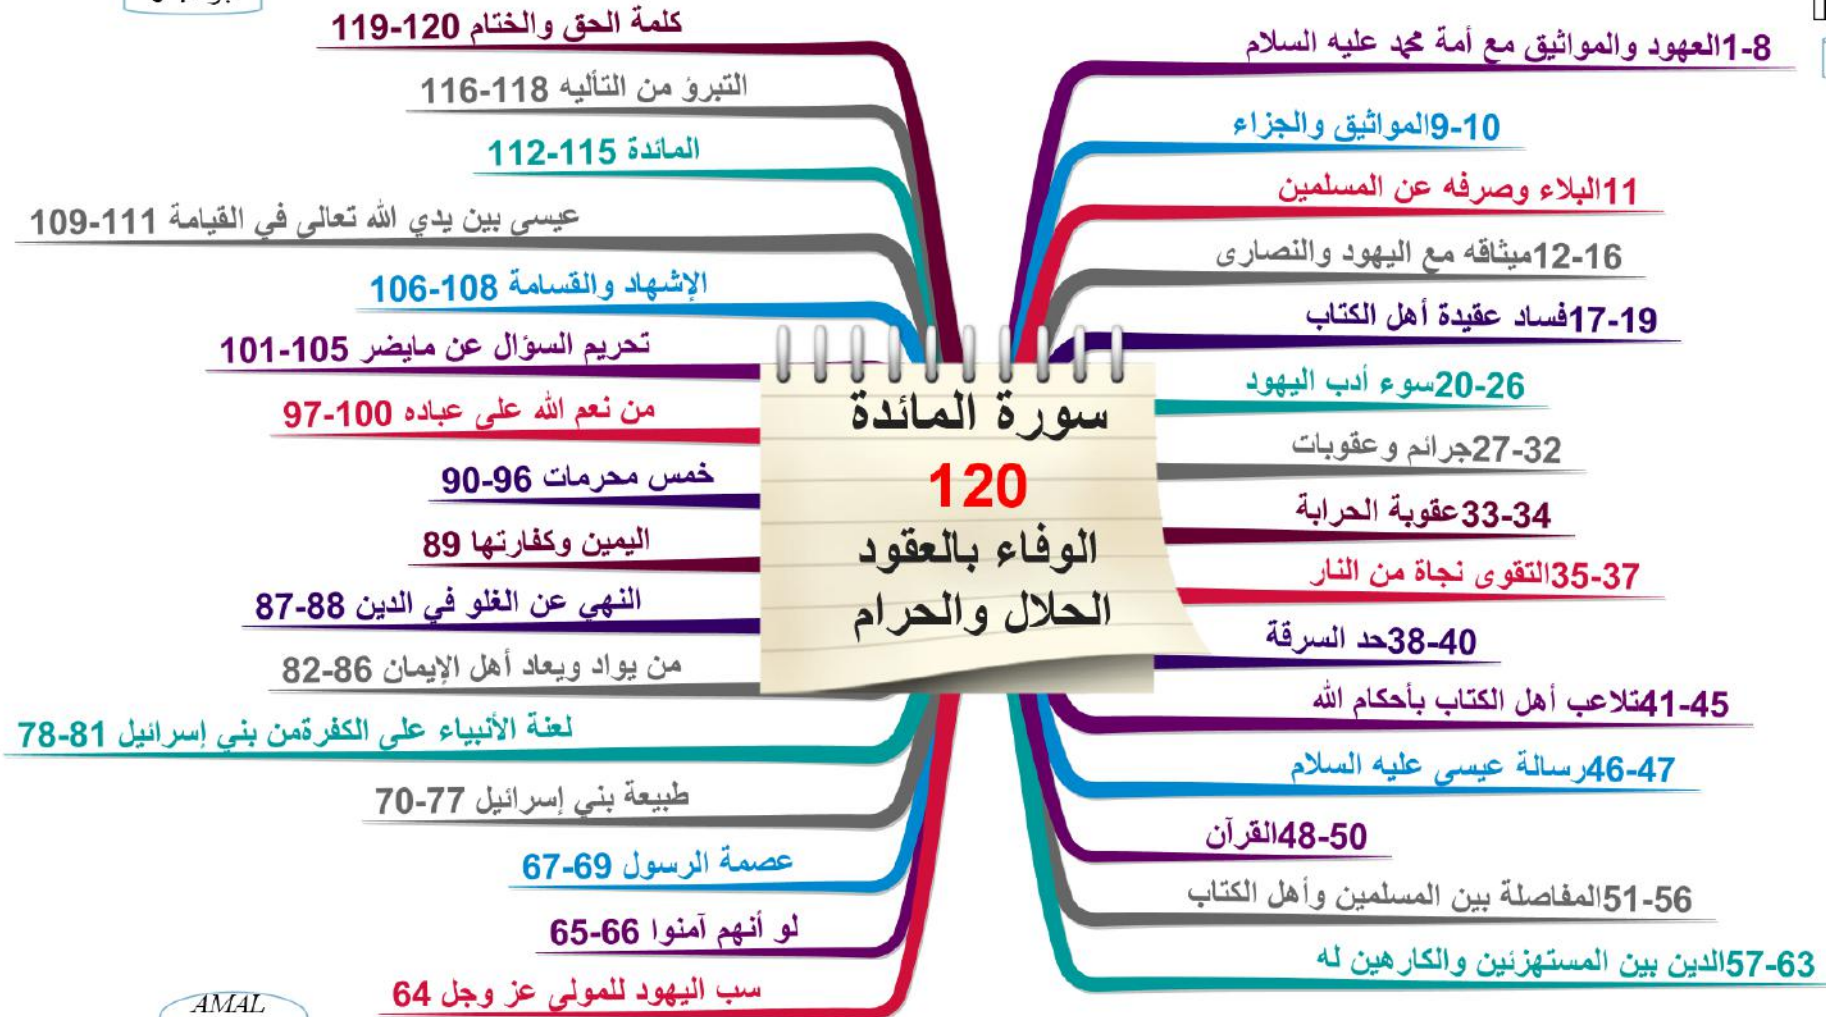 سورة المائدة
120
الوفاء بالعقود
الحلال والحرام
1-8العهود والمواثيق مع أمة محمد عليه السلام
9-10المواثيق والجزاء
11البلاء وصرفه عن المسلمين
12-16ميثاقه مع اليهود والنصارى
17-19فساد عقيدة أهل الكتاب
20-26سوء أدب اليهود
27-32جرائم وعقوبات
33-34عقوبة الحرابة
35-37التقوى نجاة من النار
38-40حد السرقة
41-45تلاعب أهل الكتاب بأحكام الله
46-47رسالة عيسى عليه السلام
48-50القرآن
51-56المفاصلة بين المسلمين وأهل الكتاب
57-63الدين بين المستهزئين والكارهين له
سب اليهود للمولي عز وجل 64
لو أنهم آمنوا 65-66
عصمة الرسول 67-69
طبيعة بني إسرائيل 70-77
لعنة الأنبياء على الكفرةمن بني إسرائيل 78-81
من يواد ويعاد أهل الإيمان 82-86
النهي عن الغلو في الدين 87-88
اليمين وكفارتها 89
خمس محرمات 90-96
من نعم الله على عباده 97-100
تحريم السؤال عن مايضر 101-105
الإشهاد والقسامة 106-108
عيسى بين يدي الله تعالى في القيامة 109-111
المائدة 112-115
التبرؤ من التأليه 116-118
كلمة الحق والختام 119-120
AMAL